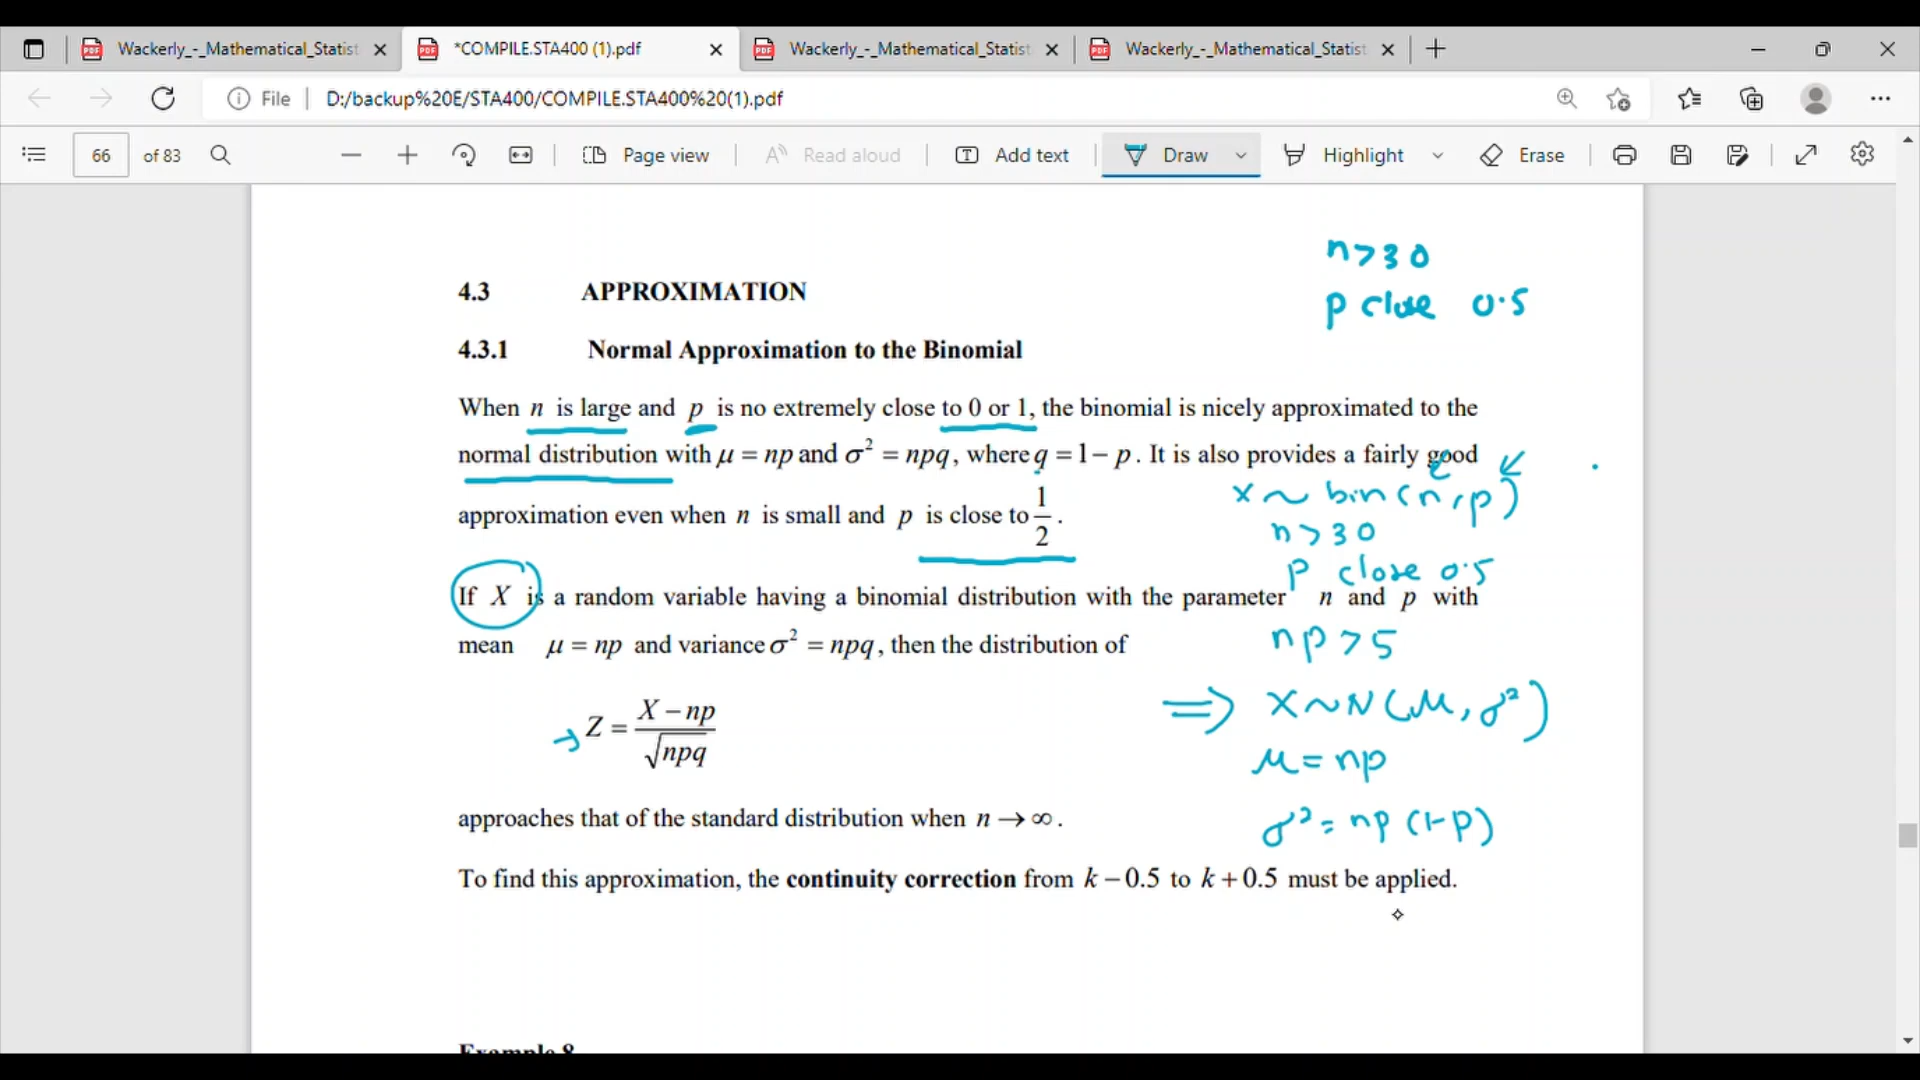 Wackerly_-_Mathematical_Statist
*COMPILE.STA400 (1).pdf
Wackerly_-_Mathematical_Statist
Wackerly_-_Mathematical_Statist
File
D:/backup%20E/STA400/COMPILE.STA400%20(1).pdf
66 of 83
Page view
Read aloud
Add text
Draw
Highlight
Erase
n>30
p close 0.5
4.3 APPROXIMATION
4.3.1 Normal Approximation to the Binomial
When n is large and p is no extremely close to 0 or 1, the binomial is nicely approximated to the
normal distribution with μ = np and σ² = npq, where q = 1 − p. It is also provides a fairly good
approximation even when n is small and p is close to 1/2.
X ~ bin(n,p)
n>30
p close 0.5
If X is a random variable having a binomial distribution with the parameter n and p with
mean μ = np and variance σ² = npq, then the distribution of
np > 5
Z = (X − np)/√npq
⇒ X~N(μ, σ²)
μ = np
σ² = np(1-p)
approaches that of the standard distribution when n → ∞.
To find this approximation, the continuity correction from k − 0.5 to k + 0.5 must be applied.
Example 8